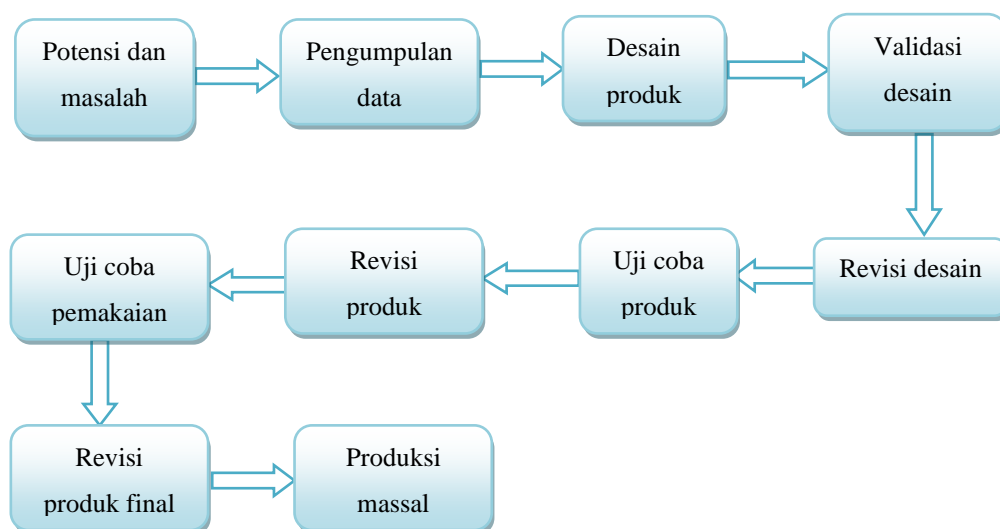 Potensi dan
masalah
Pengumpulan
data
Desain
produk
Validasi
desain
Revisi desain
Uji coba
produk
Revisi
produk
Uji coba
pemakaian
Revisi
produk final
Produksi
massal